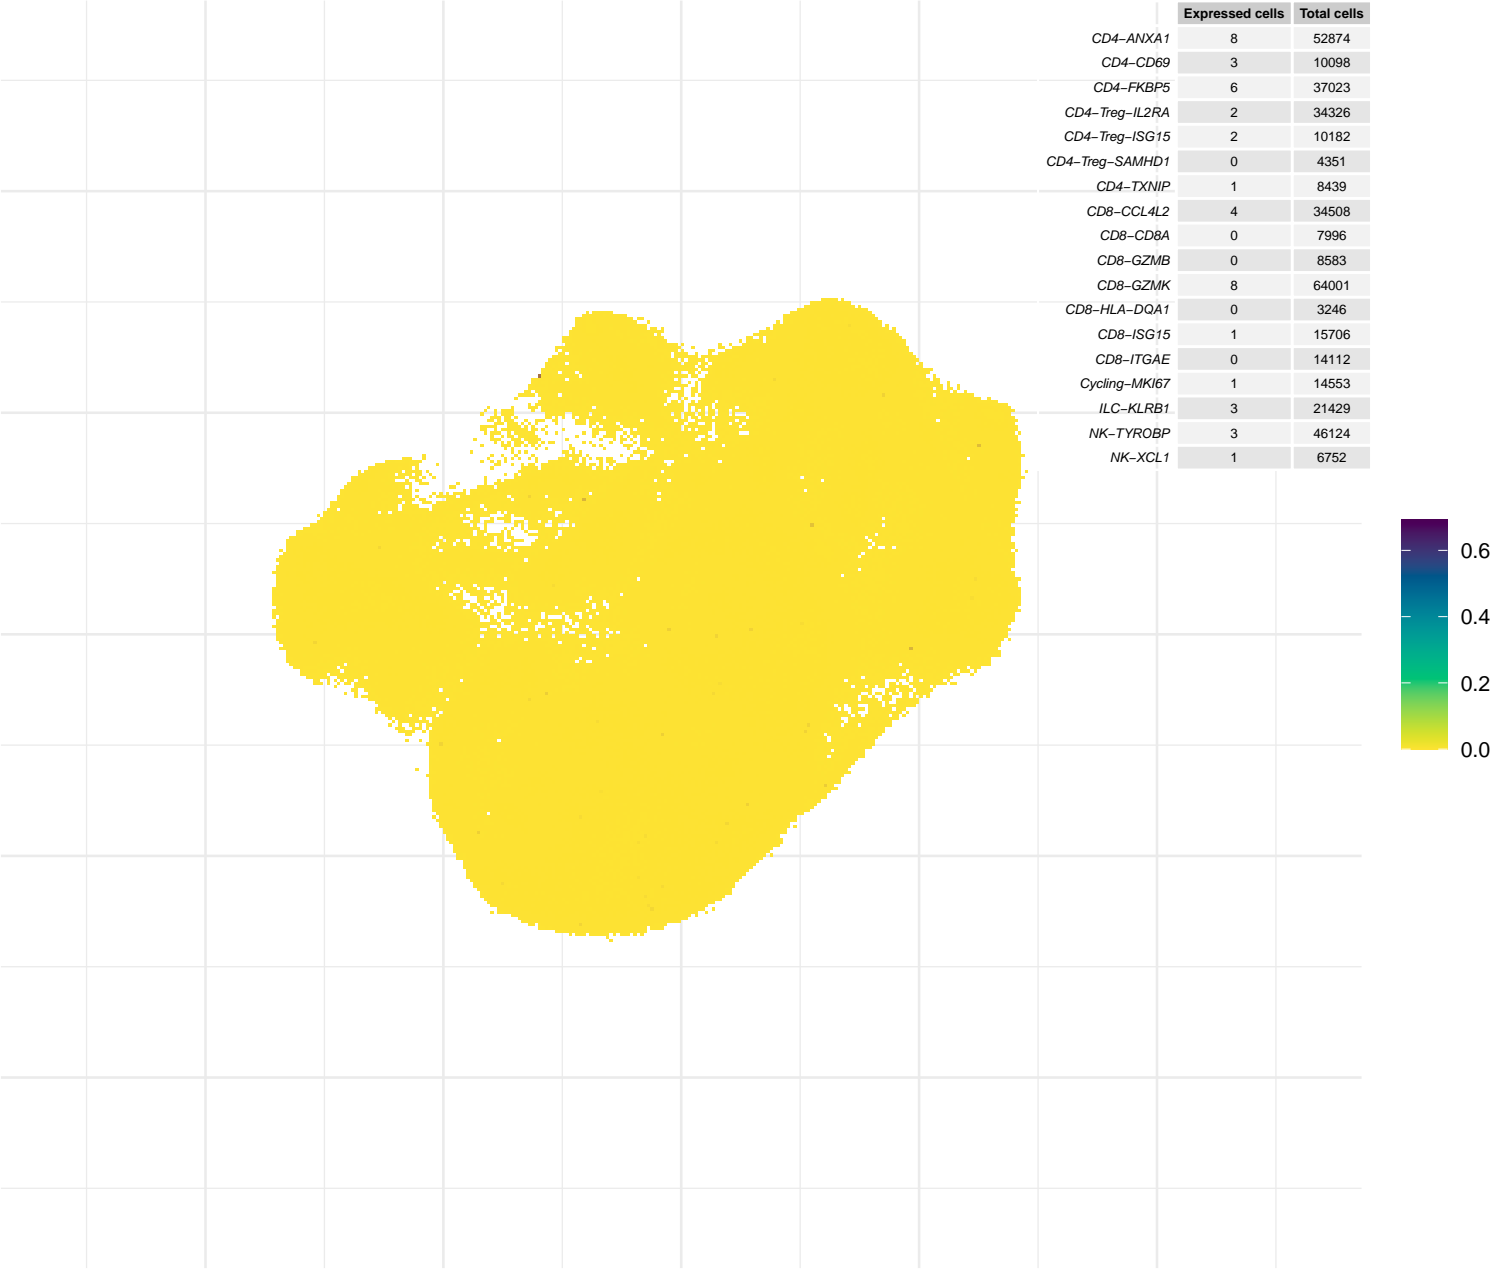 Expressed cells Total cells
CD4−ANXA1 8 52874
CD4−CD69 3 10098
CD4−FKBP5 6 37023
CD4−Treg−IL2RA 2 34326
CD4−Treg−ISG15 2 10182
CD4−Treg−SAMHD1 0 4351
CD4−TXNIP 1 8439
CD8−CCL4L2 4 34508
CD8−CD8A 0 7996
CD8−GZMB 0 8583
CD8−GZMK 8 64001
CD8−HLA−DQA1 0 3246
CD8−ISG15 1 15706
CD8−ITGAE 0 14112
Cycling−MKI67 1 14553
ILC−KLRB1 3 21429
NK−TYROBP 3 46124
NK−XCL1 1 6752
0.6
0.4
0.2
0.0